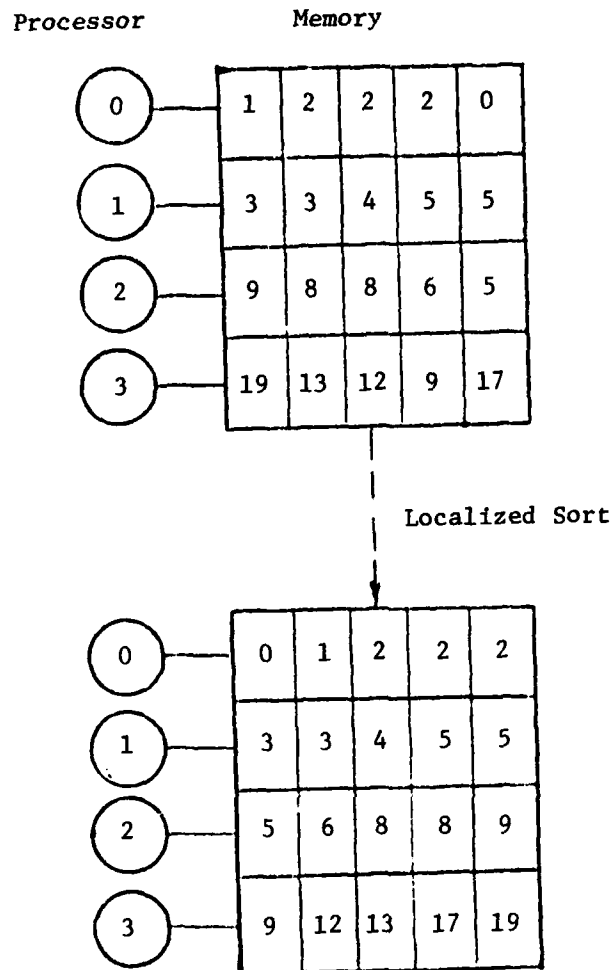 Processor Memory
0 1 2 2 2 0
1 3 3 4 5 5
2 9 8 8 6 5
3 19 13 12 9 17
Localized Sort
0 0 1 2 2 2
1 3 3 4 5 5
2 5 6 8 8 9
3 9 12 13 17 19